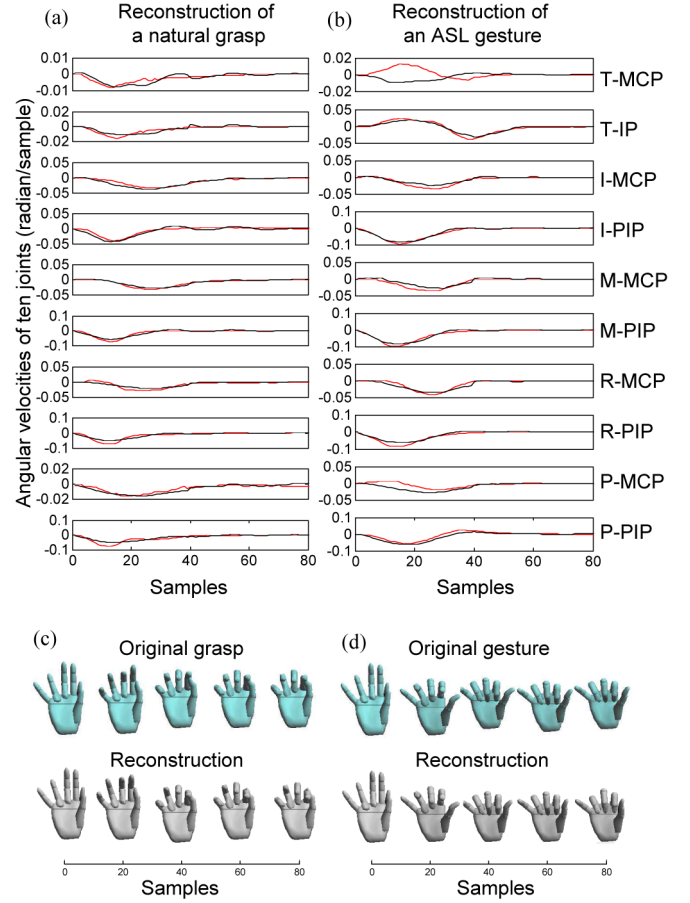 (a)
Reconstruction of
a natural grasp
(b)
Reconstruction of
an ASL gesture
Angular velocities of ten joints (radian/sample)
0.01
0
-0.01
0.02
0
-0.02
T-MCP
0.02
0
-0.02
0.05
0
-0.05
T-IP
0.05
0
-0.05
0.05
0
-0.05
I-MCP
0.05
0
-0.05
0.1
0
-0.1
I-PIP
0.05
0
-0.05
0.05
0
-0.05
M-MCP
0.1
0
-0.1
0.1
0
-0.1
M-PIP
0.05
0
-0.05
0.05
0
-0.05
R-MCP
0.1
0
-0.1
0.1
0
-0.1
R-PIP
0.02
0
-0.02
0.05
0
-0.05
P-MCP
0.1
0
-0.1
0.1
0
-0.1
P-PIP
0 20 40 60 80
0 20 40 60 80
Samples
Samples
(c)
Original grasp
(d)
Original gesture
Reconstruction
Reconstruction
0 20 40 60 80
0 20 40 60 80
Samples
Samples